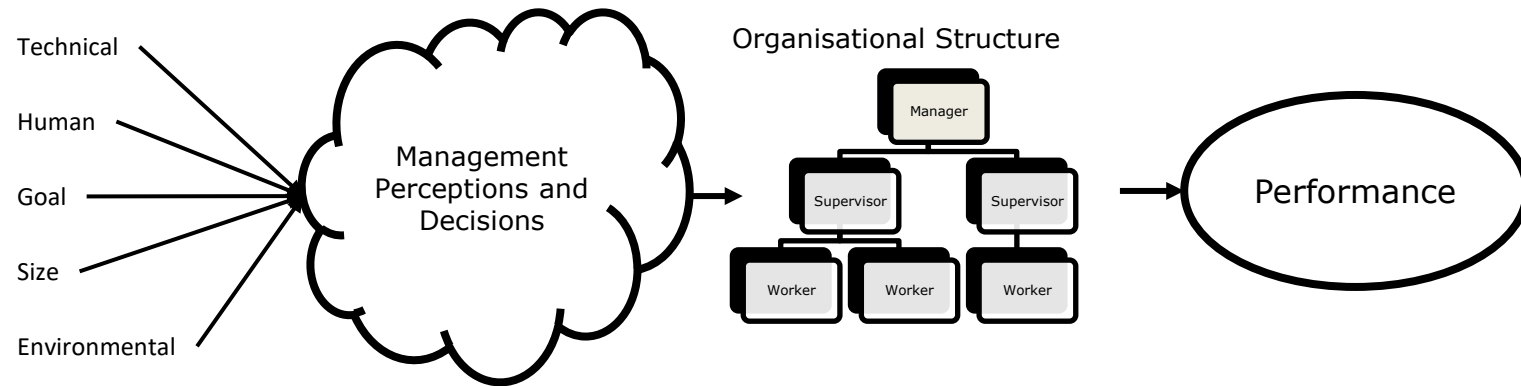 Technical
Human
Goal
Size
Environmental
Management
Perceptions and
Decisions
Organisational Structure
Manager
Supervisor
Supervisor
Worker
Worker
Worker
Performance